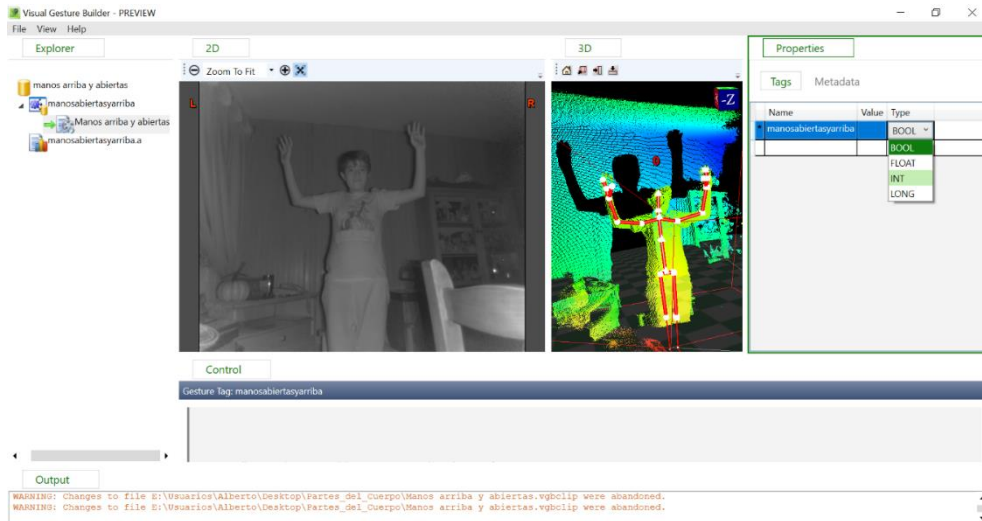 Visual Gesture Builder - PREVIEW
File View Help
Explorer
2D
3D
Properties
manos arriba y abiertas
manosabiertasyarriba
Manos arriba y abiertas
manosabiertasyarriba.a
Zoom To Fit
L
R
-Z
Tags Metadata
Name Value Type
* manosabiertasyarriba BOOL
BOOL
FLOAT
INT
LONG
Control
Gesture Tag: manosabiertasyarriba
Output
WARNING: Changes to file E:\Usuarios\Alberto\Desktop\Partes_del_Cuerpo\Manos arriba y abiertas.vgbclip were abandoned.
WARNING: Changes to file E:\Usuarios\Alberto\Desktop\Partes_del_Cuerpo\Manos arriba y abiertas.vgbclip were abandoned.